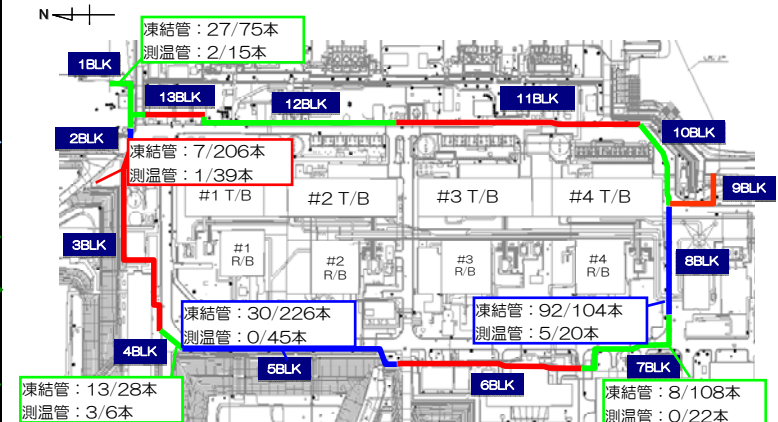 N
凍結管：27/75本
測温管：2/15本
1BLK
13BLK
12BLK
11BLK
10BLK
2BLK
凍結管：7/206本
測温管：1/39本
9BLK
#1 T/B
#2 T/B
#3 T/B
#4 T/B
3BLK
#1
R/B
#2
R/B
#3
R/B
#4
R/B
8BLK
凍結管：30/226本
測温管：0/45本
凍結管：92/104本
測温管：5/20本
4BLK
5BLK
6BLK
7BLK
凍結管：13/28本
測温管：3/6本
凍結管：8/108本
測温管：0/22本